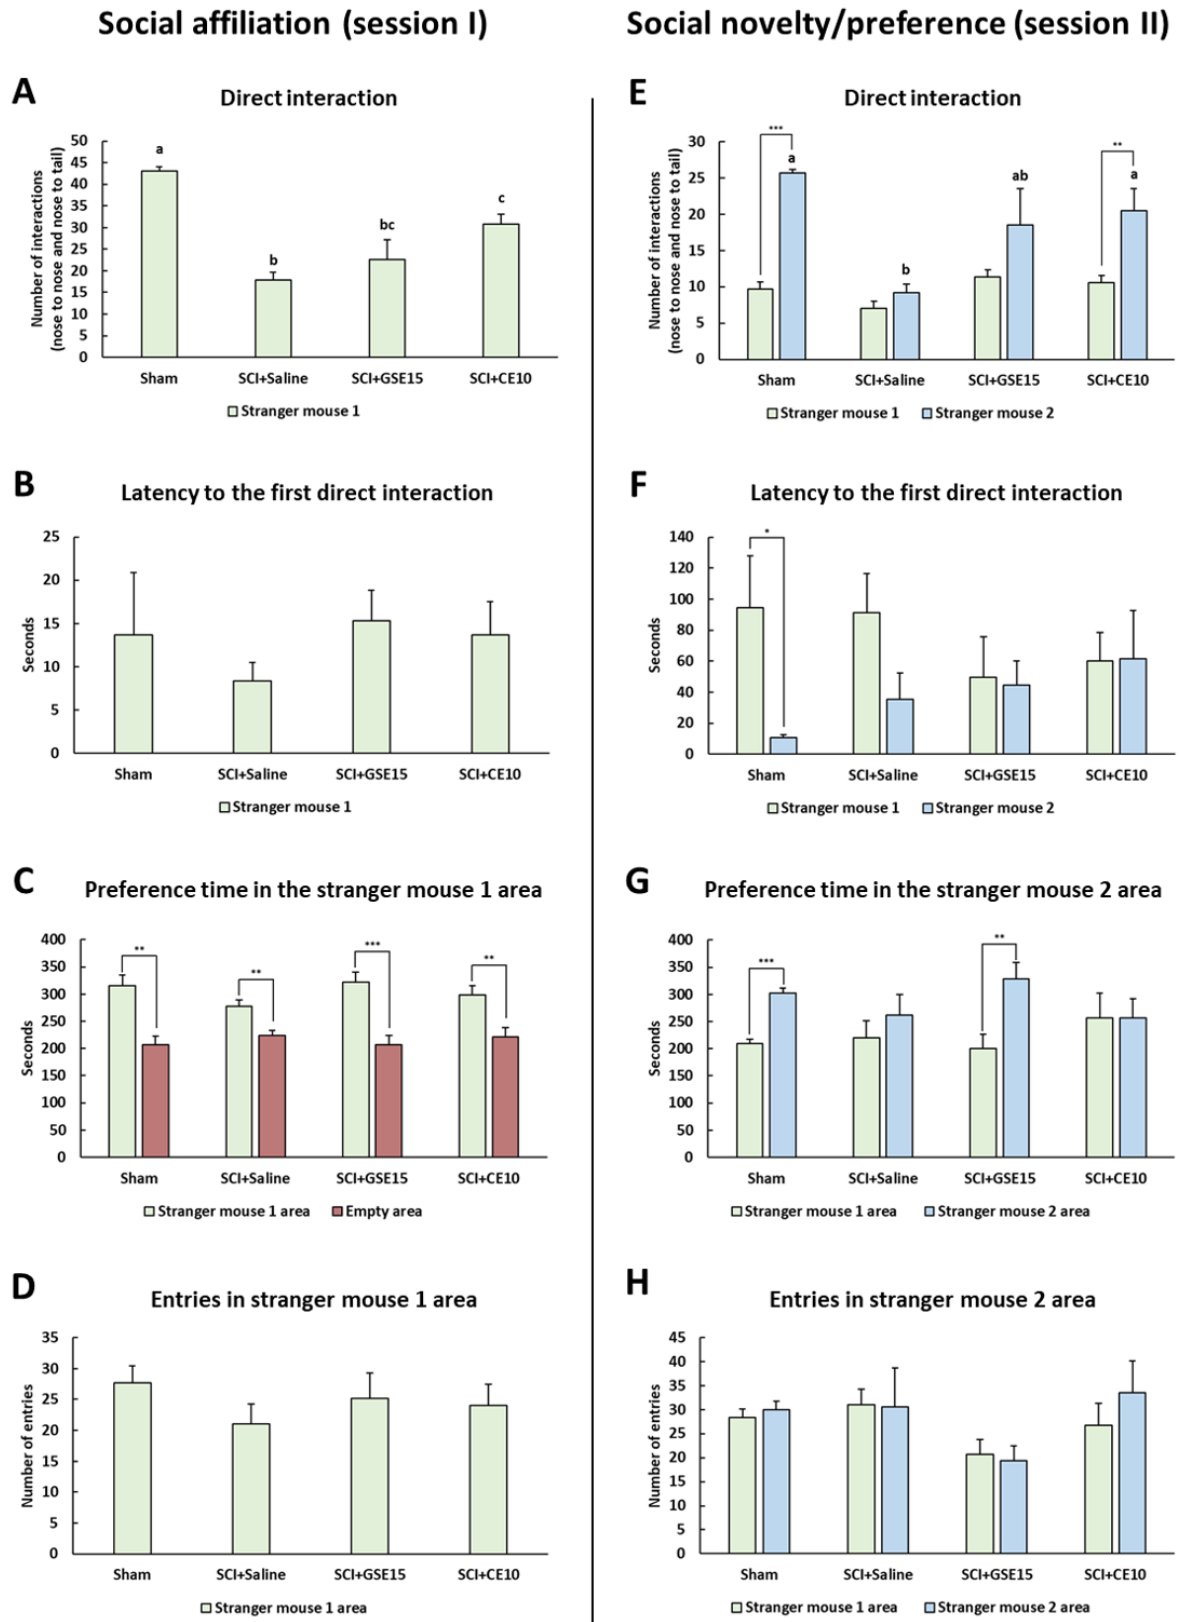 Social affiliation (session I)
Social novelty/preference (session II)
A
Direct interaction
Number of interactions
(nose to nose and nose to tail)
50
45
40
35
30
25
20
15
10
5
0
a
b
bc
c
Sham
SCI+Saline
SCI+GSE15
SCI+CE10
Stranger mouse 1
E
Direct interaction
Number of interactions
(nose to nose and nose to tail)
30
25
20
15
10
5
0
***
a
b
ab
**
a
Sham
SCI+Saline
SCI+GSE15
SCI+CE10
Stranger mouse 1
Stranger mouse 2
B
Latency to the first direct interaction
Seconds
25
20
15
10
5
0
Sham
SCI+Saline
SCI+GSE15
SCI+CE10
Stranger mouse 1
F
Latency to the first direct interaction
Seconds
140
120
100
80
60
40
20
0
*
Sham
SCI+Saline
SCI+GSE15
SCI+CE10
Stranger mouse 1
Stranger mouse 2
C
Preference time in the stranger mouse 1 area
Seconds
400
350
300
250
200
150
100
50
0
**
**
***
**
Sham
SCI+Saline
SCI+GSE15
SCI+CE10
Stranger mouse 1 area
Empty area
G
Preference time in the stranger mouse 2 area
Seconds
400
350
300
250
200
150
100
50
0
***
**
Sham
SCI+Saline
SCI+GSE15
SCI+CE10
Stranger mouse 1 area
Stranger mouse 2 area
D
Entries in stranger mouse 1 area
Number of entries
35
30
25
20
15
10
5
0
Sham
SCI+Saline
SCI+GSE15
SCI+CE10
Stranger mouse 1 area
H
Entries in stranger mouse 2 area
Number of entries
45
40
35
30
25
20
15
10
5
0
Sham
SCI+Saline
SCI+GSE15
SCI+CE10
Stranger mouse 1 area
Stranger mouse 2 area